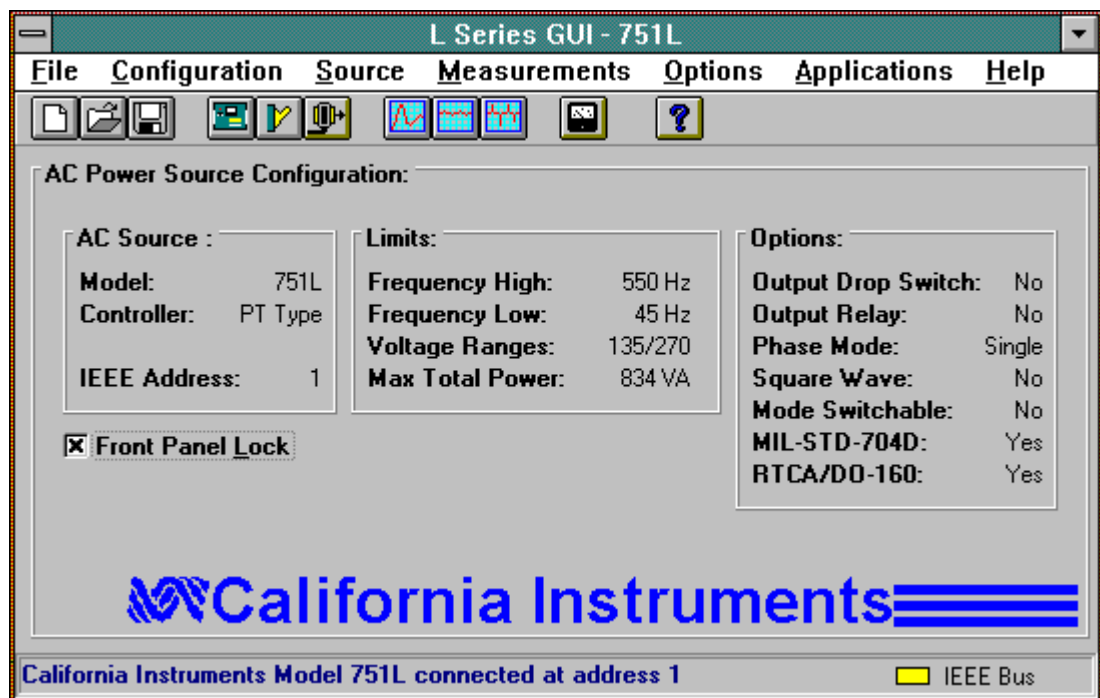 L Series GUI - 751L
File Configuration Source Measurements Options Applications Help
AC Power Source Configuration:
AC Source :
Model: 751L
Controller: PT Type
IEEE Address: 1
Front Panel Lock
Limits:
Frequency High: 550 Hz
Frequency Low: 45 Hz
Voltage Ranges: 135/270
Max Total Power: 834 VA
Options:
Output Drop Switch: No
Output Relay: No
Phase Mode: Single
Square Wave: No
Mode Switchable: No
MIL-STD-704D: Yes
RTCA/DO-160: Yes
California Instruments
California Instruments Model 751L connected at address 1
IEEE Bus